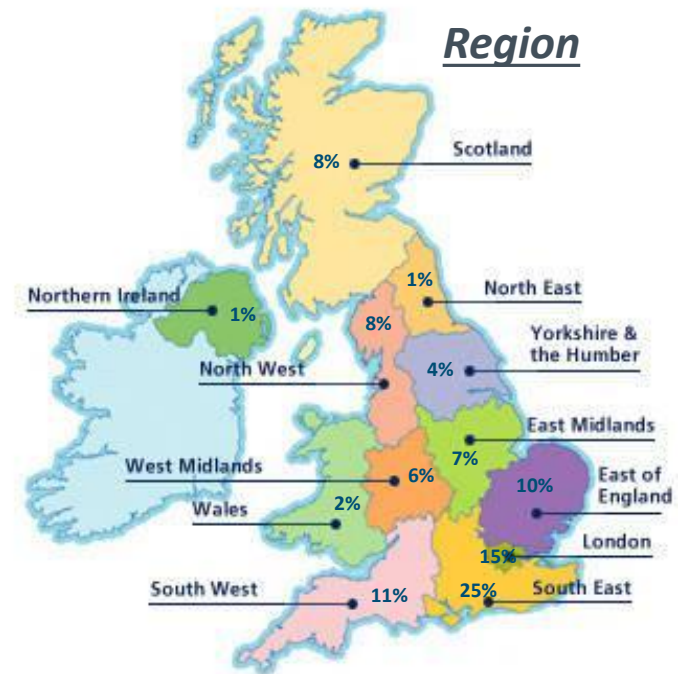 Region
8%
Scotland
Northern Ireland
1%
1%
North East
8%
Yorkshire &
the Humber
North West
4%
East Midlands
West Midlands
7%
6%
10%
East of
England
Wales
2%
London
15%
South West
11%
25%
South East